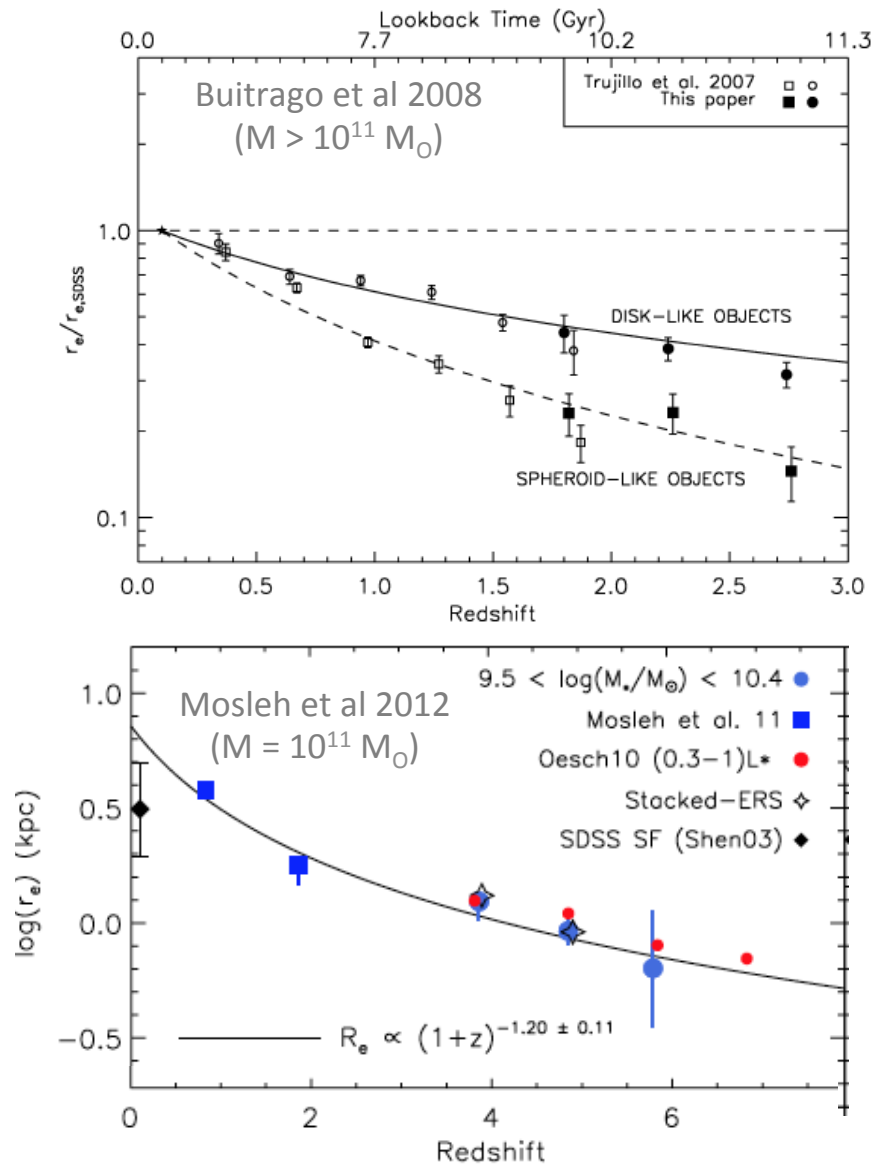 Lookback Time (Gyr)
0.0 7.7 10.2 11.3
Buitrago et al 2008
(M > 10¹¹ M_O)
Trujillo et al. 2007
This paper
r_e/r_e,SDSS
1.0
0.1
DISK-LIKE OBJECTS
SPHEROID-LIKE OBJECTS
0.0 0.5 1.0 1.5 2.0 2.5 3.0
Redshift
Mosleh et al 2012
(M = 10¹¹ M_O)
9.5 < log(M_*/M_⊙) < 10.4
Mosleh et al. 11
Oesch10 (0.3-1)L*
Stacked-ERS
SDSS SF (Shen03)
log(r_e) (kpc)
1.0
0.5
0.0
-0.5
R_e ∝ (1+z)^-1.20 ± 0.11
0 2 4 6
Redshift